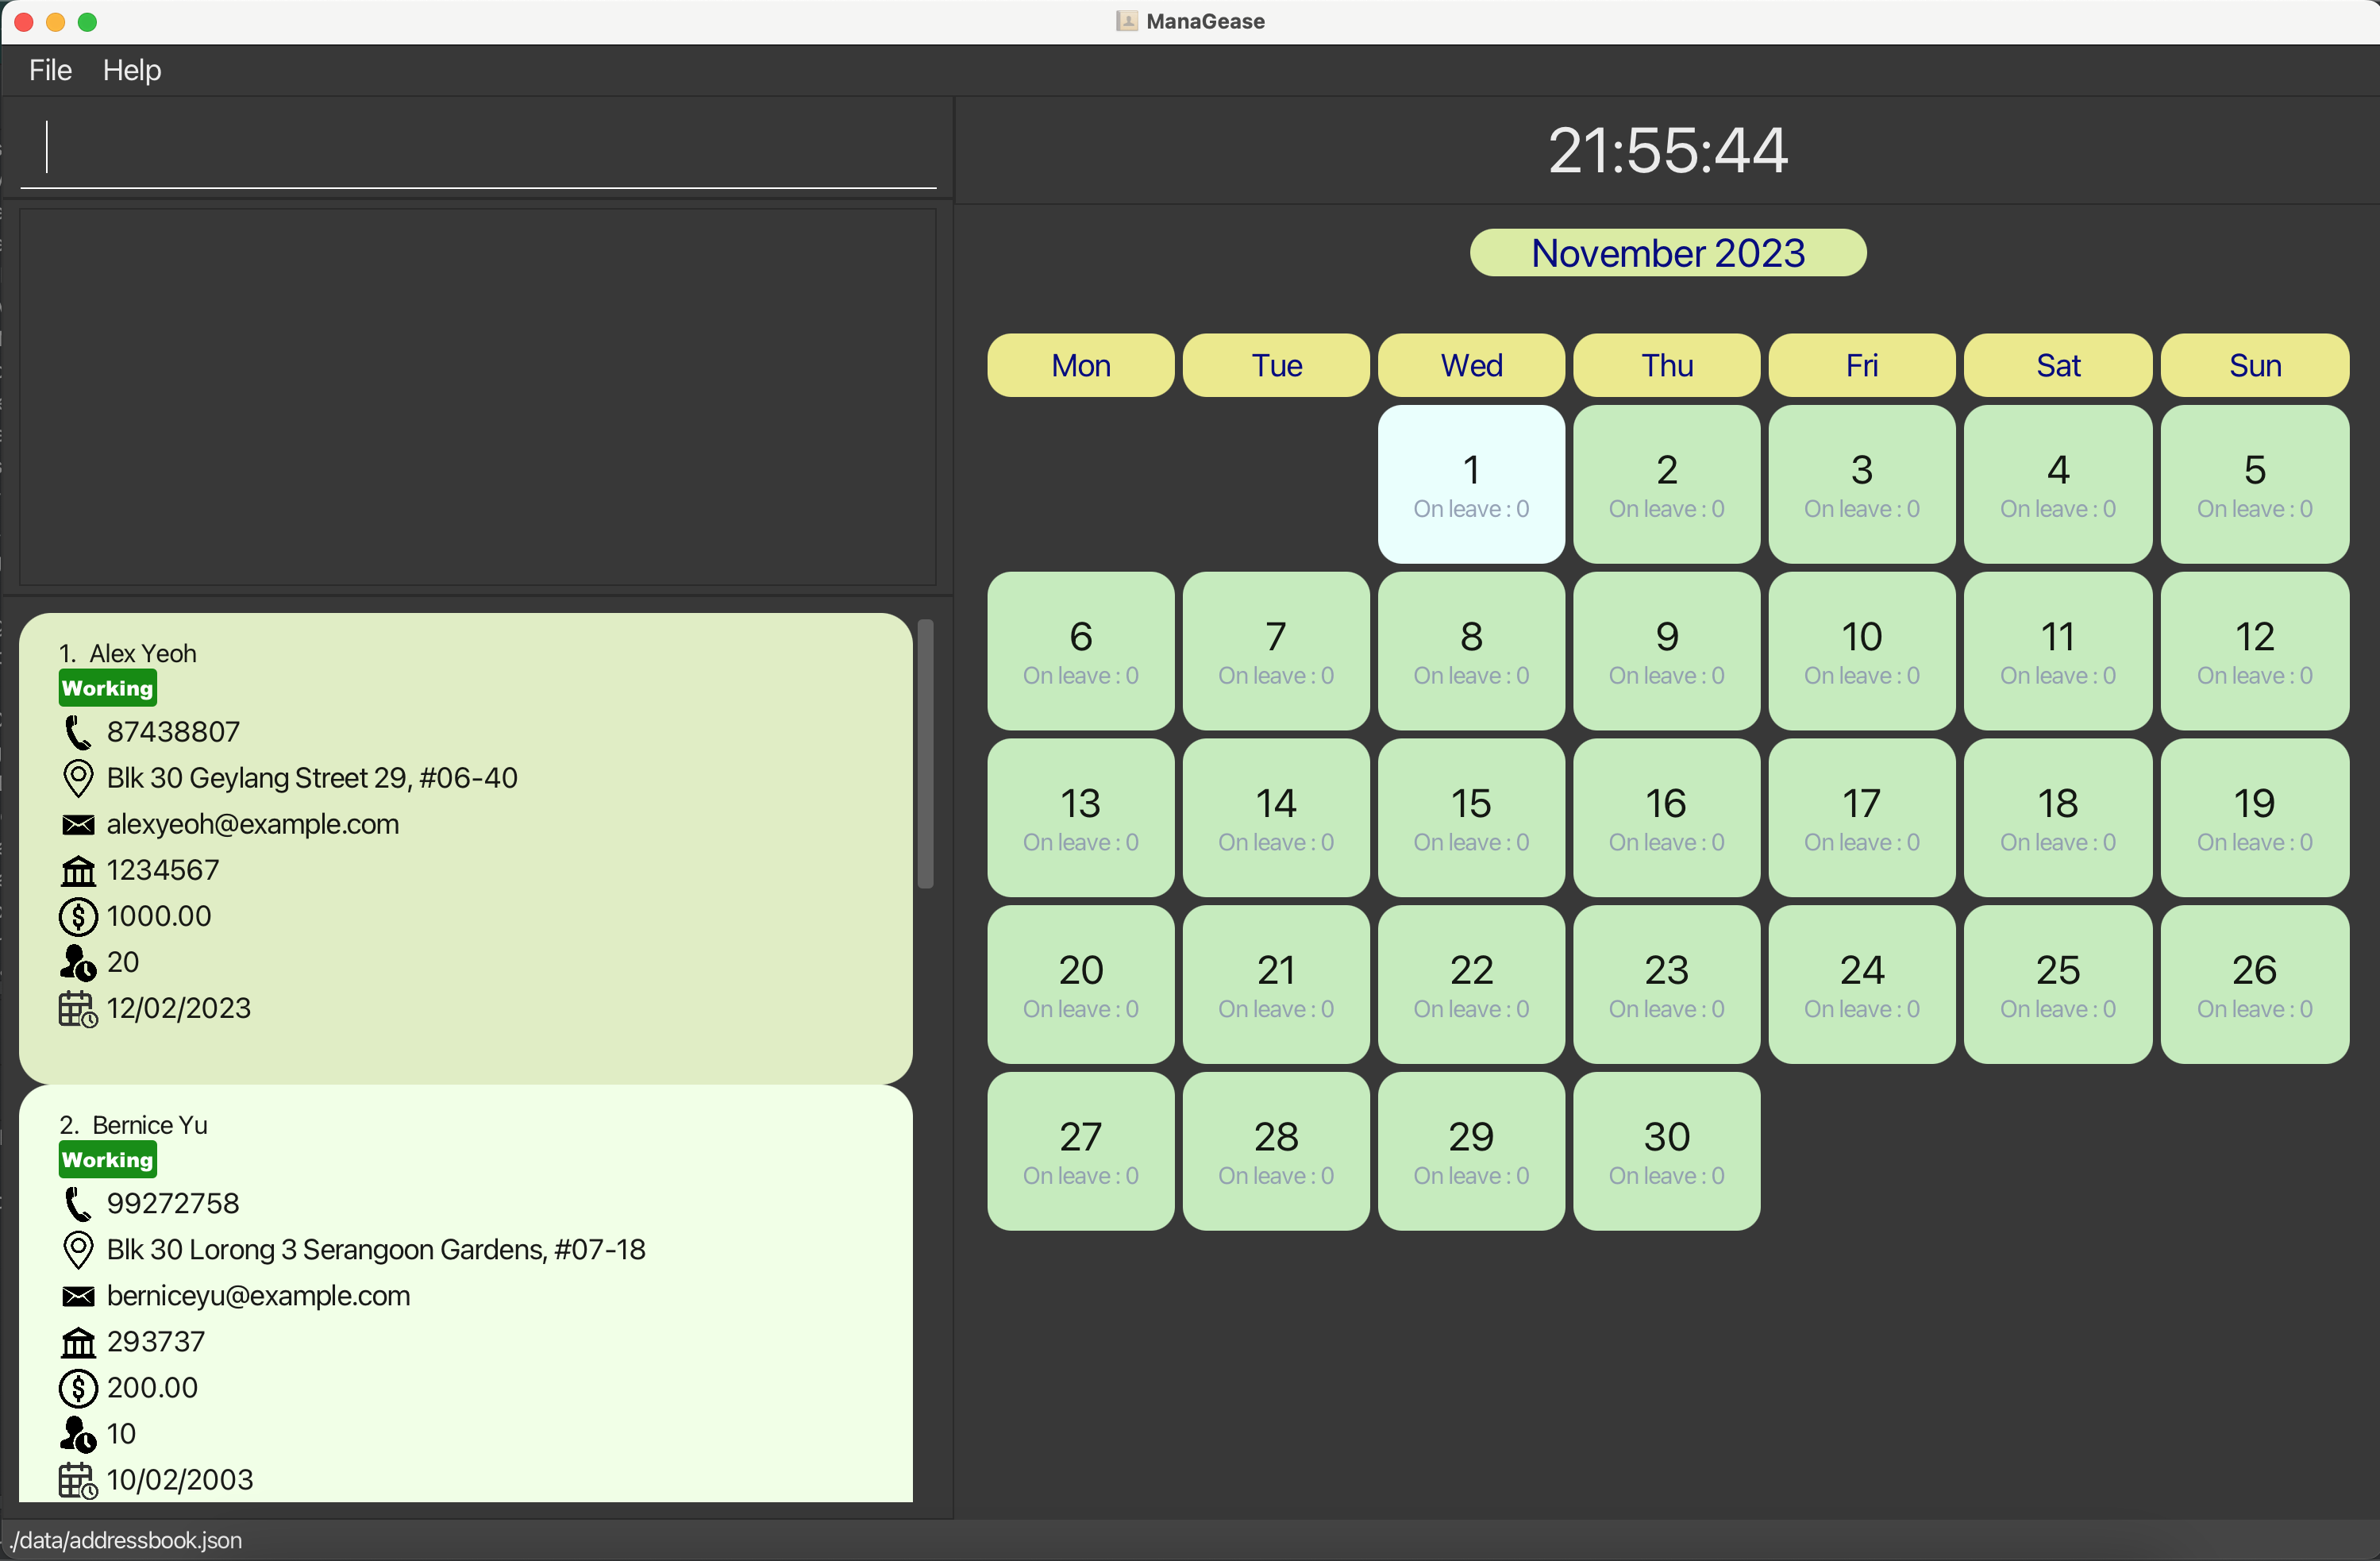 ManaGease
File Help
21:55:44
November 2023
Mon Tue Wed Thu Fri Sat Sun
1 2 3 4 5
On leave : 0 On leave : 0 On leave : 0 On leave : 0 On leave : 0
6 7 8 9 10 11 12
On leave : 0 On leave : 0 On leave : 0 On leave : 0 On leave : 0 On leave : 0 On leave : 0
13 14 15 16 17 18 19
On leave : 0 On leave : 0 On leave : 0 On leave : 0 On leave : 0 On leave : 0 On leave : 0
20 21 22 23 24 25 26
On leave : 0 On leave : 0 On leave : 0 On leave : 0 On leave : 0 On leave : 0 On leave : 0
27 28 29 30
On leave : 0 On leave : 0 On leave : 0 On leave : 0
1. Alex Yeoh
Working
87438807
Blk 30 Geylang Street 29, #06-40
alexyeoh@example.com
1234567
1000.00
20
12/02/2023
2. Bernice Yu
Working
99272758
Blk 30 Lorong 3 Serangoon Gardens, #07-18
berniceyu@example.com
293737
200.00
10
10/02/2003
./data/addressbook.json